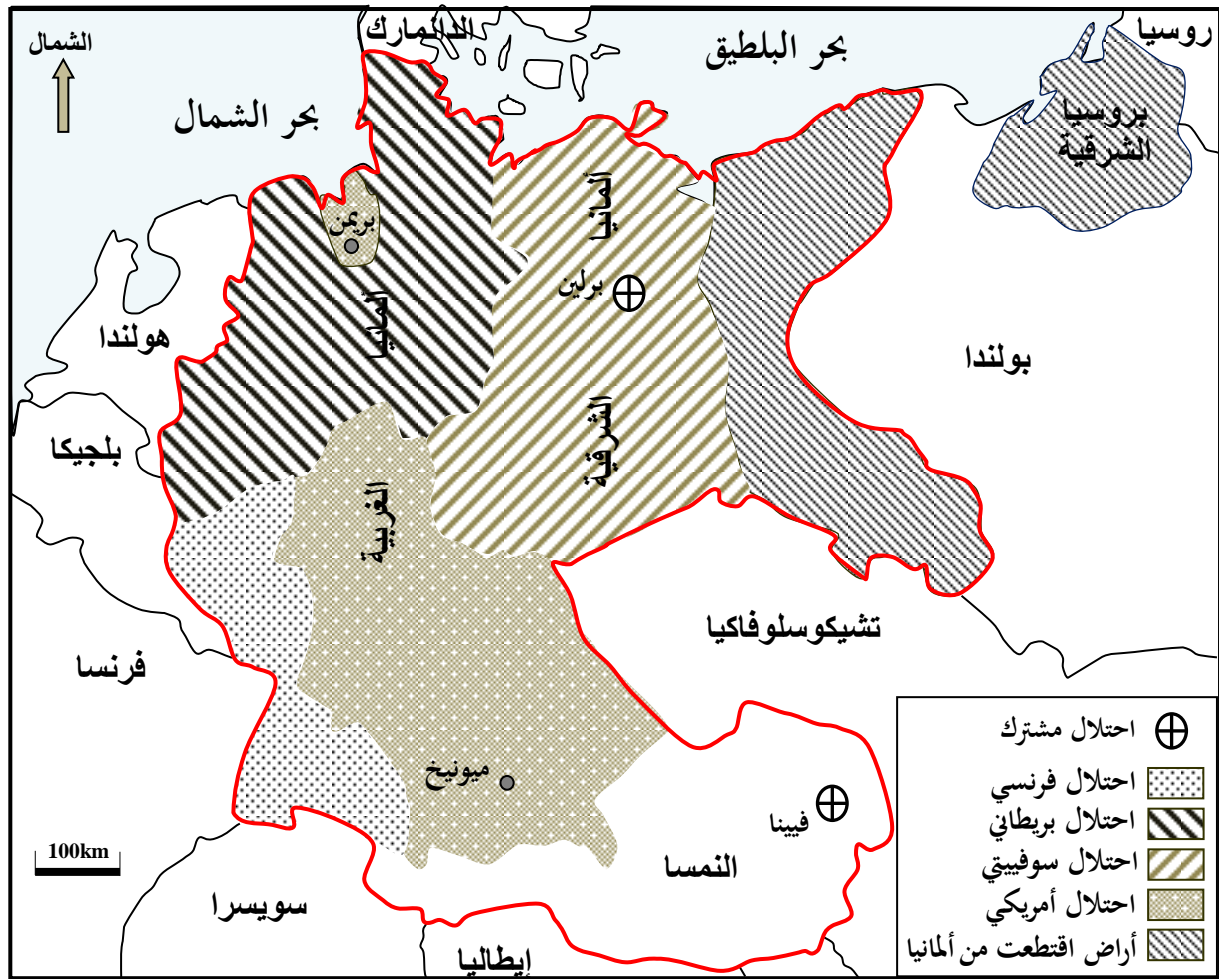 الدانمارك
روسيا
الشمال
بحر البلطيق
بحر الشمال
بروسيا
الشرقية
ألمانيا
بريمن
برلين
هولندا
ألمانيا
بولندا
الشرقية
بلجيكا
الغربية
تشيكوسلوفاكيا
فرنسا
احتلال مشترك
ميونيخ
احتلال فرنسي
فيينا
احتلال بريطاني
100km
النمسا
احتلال سوفييتي
سويسرا
احتلال أمريكي
إيطاليا
أراض اقتطعت من ألمانيا